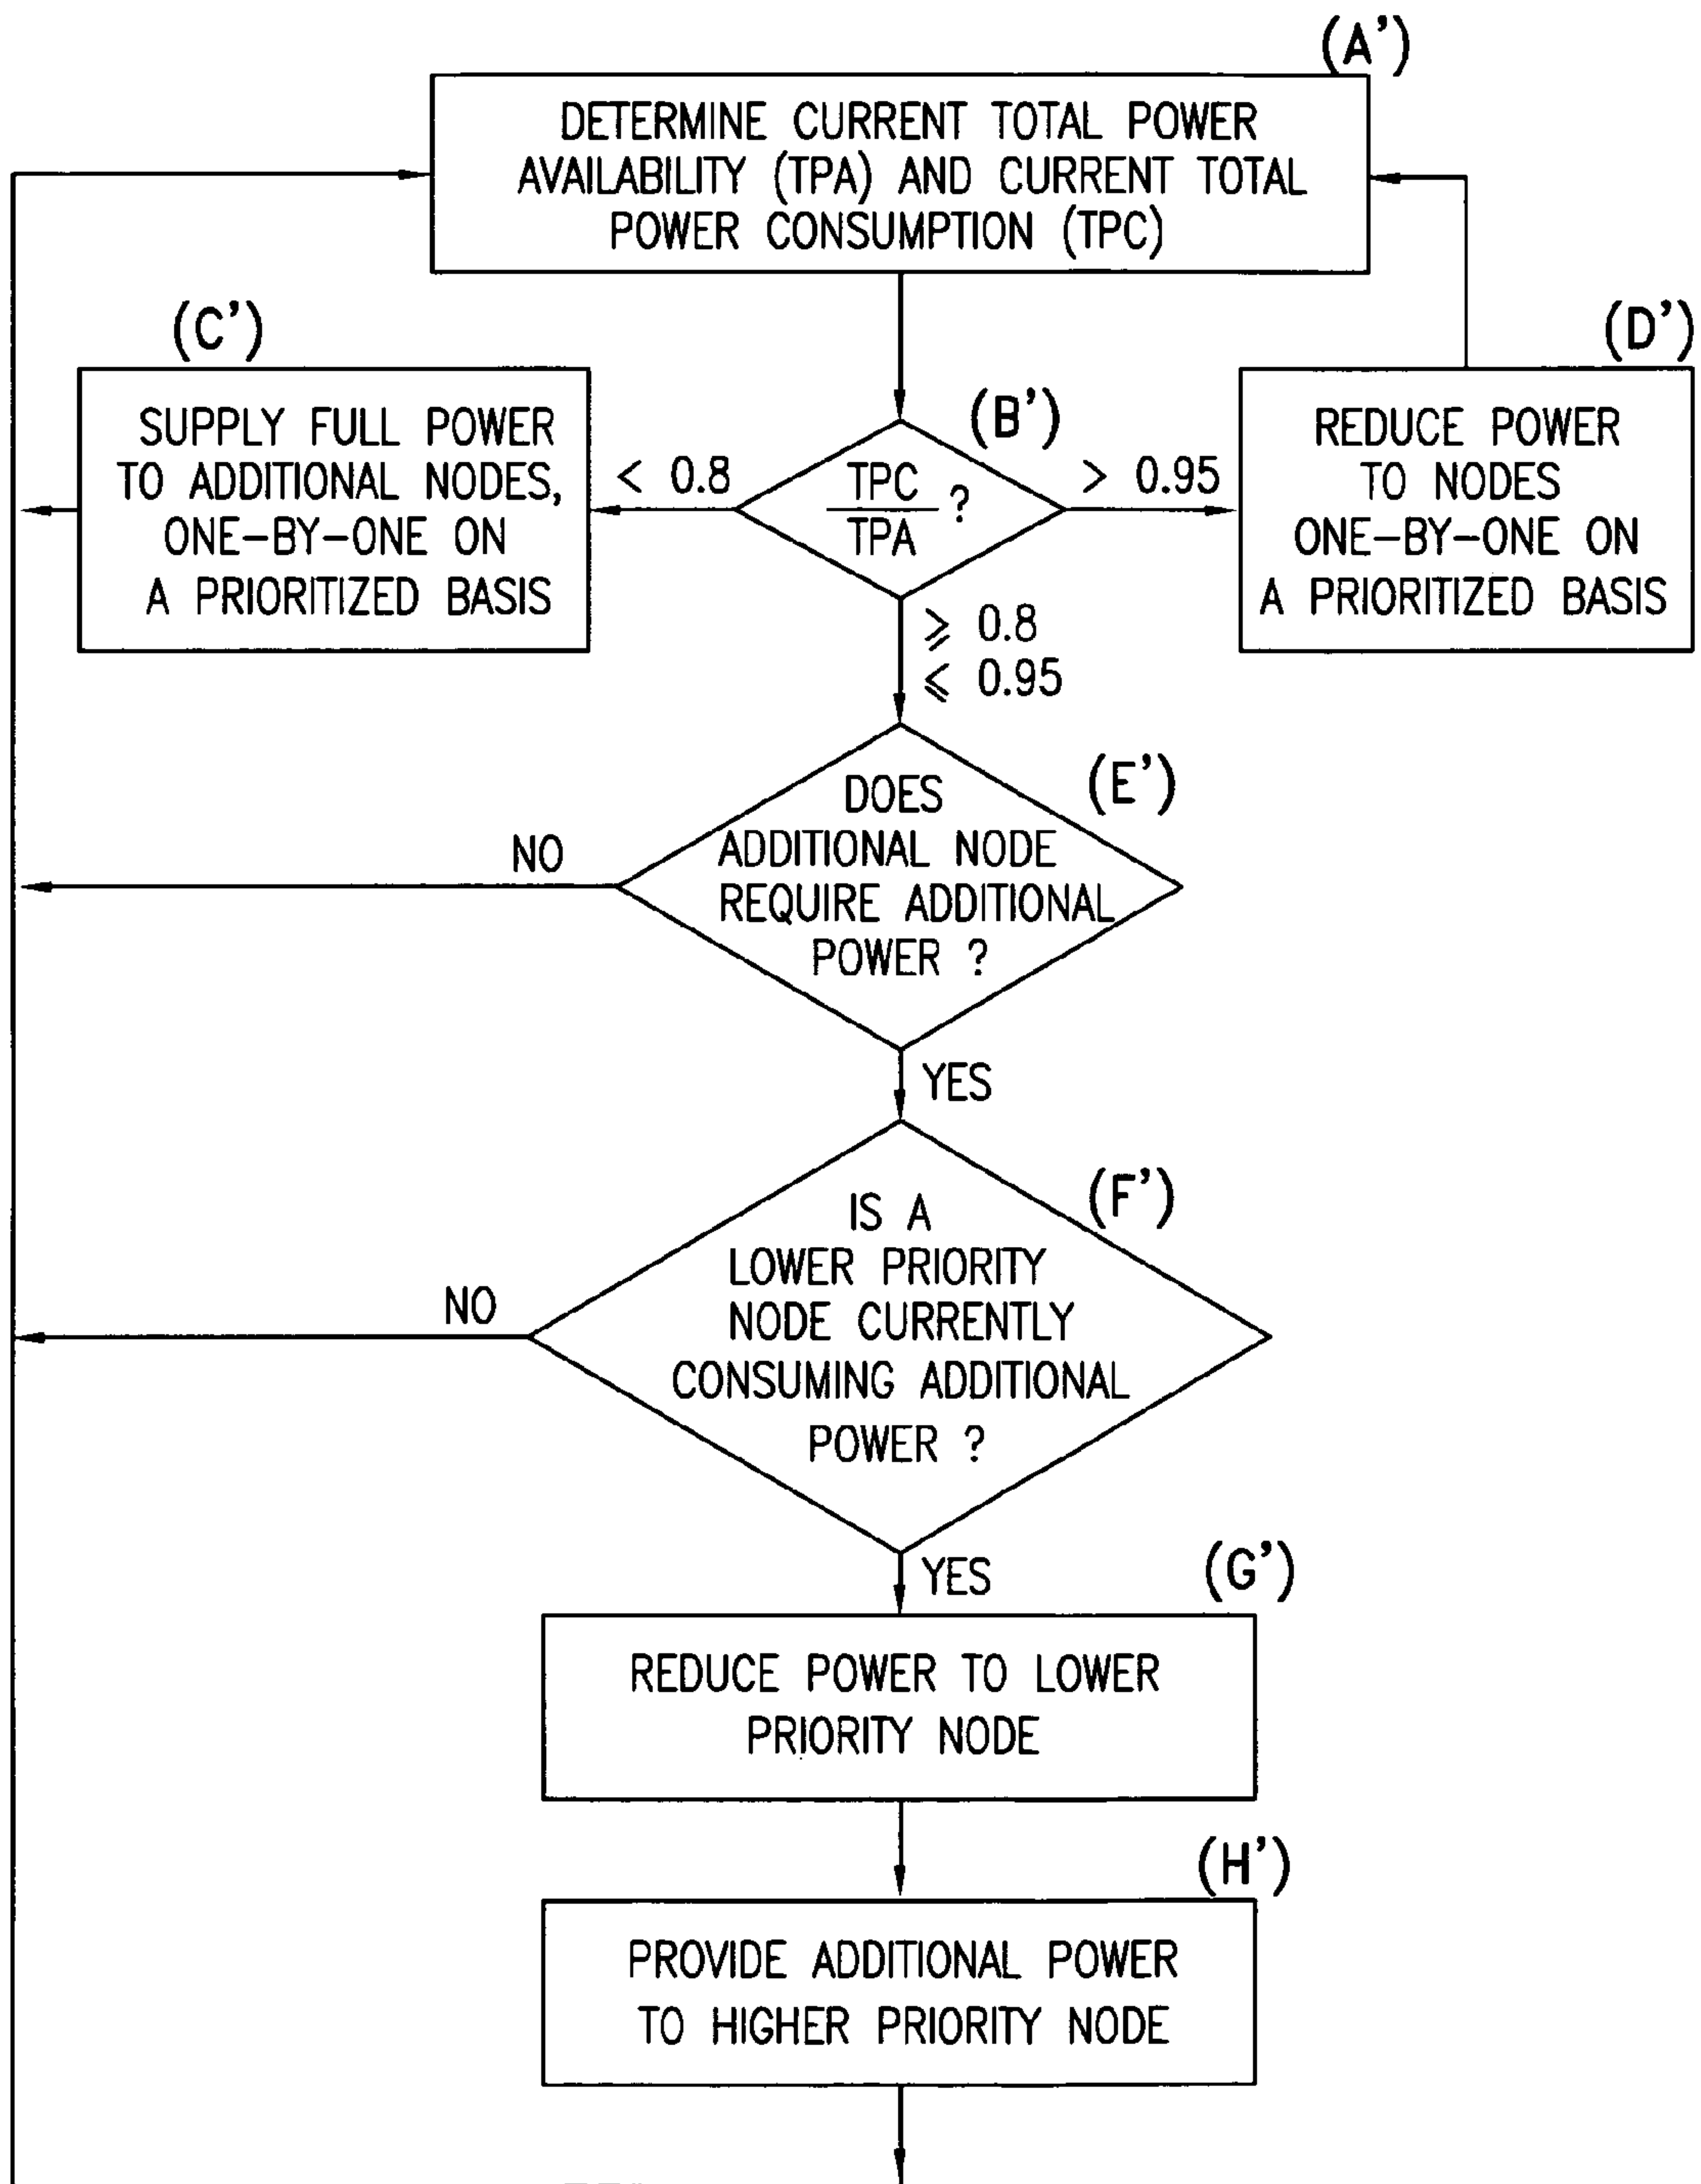 (A')
DETERMINE CURRENT TOTAL POWER
AVAILABILITY (TPA) AND CURRENT TOTAL
POWER CONSUMPTION (TPC)
(C')
SUPPLY FULL POWER
TO ADDITIONAL NODES,
ONE-BY-ONE ON
A PRIORITIZED BASIS
< 0.8
(B')
TPC
TPA
?
> 0.95
(D')
REDUCE POWER
TO NODES
ONE-BY-ONE ON
A PRIORITIZED BASIS
⩾ 0.8
⩽ 0.95
(E')
DOES
ADDITIONAL NODE
REQUIRE ADDITIONAL
POWER ?
NO
YES
(F')
IS A
LOWER PRIORITY
NODE CURRENTLY
CONSUMING ADDITIONAL
POWER ?
NO
YES
(G')
REDUCE POWER TO LOWER
PRIORITY NODE
(H')
PROVIDE ADDITIONAL POWER
TO HIGHER PRIORITY NODE